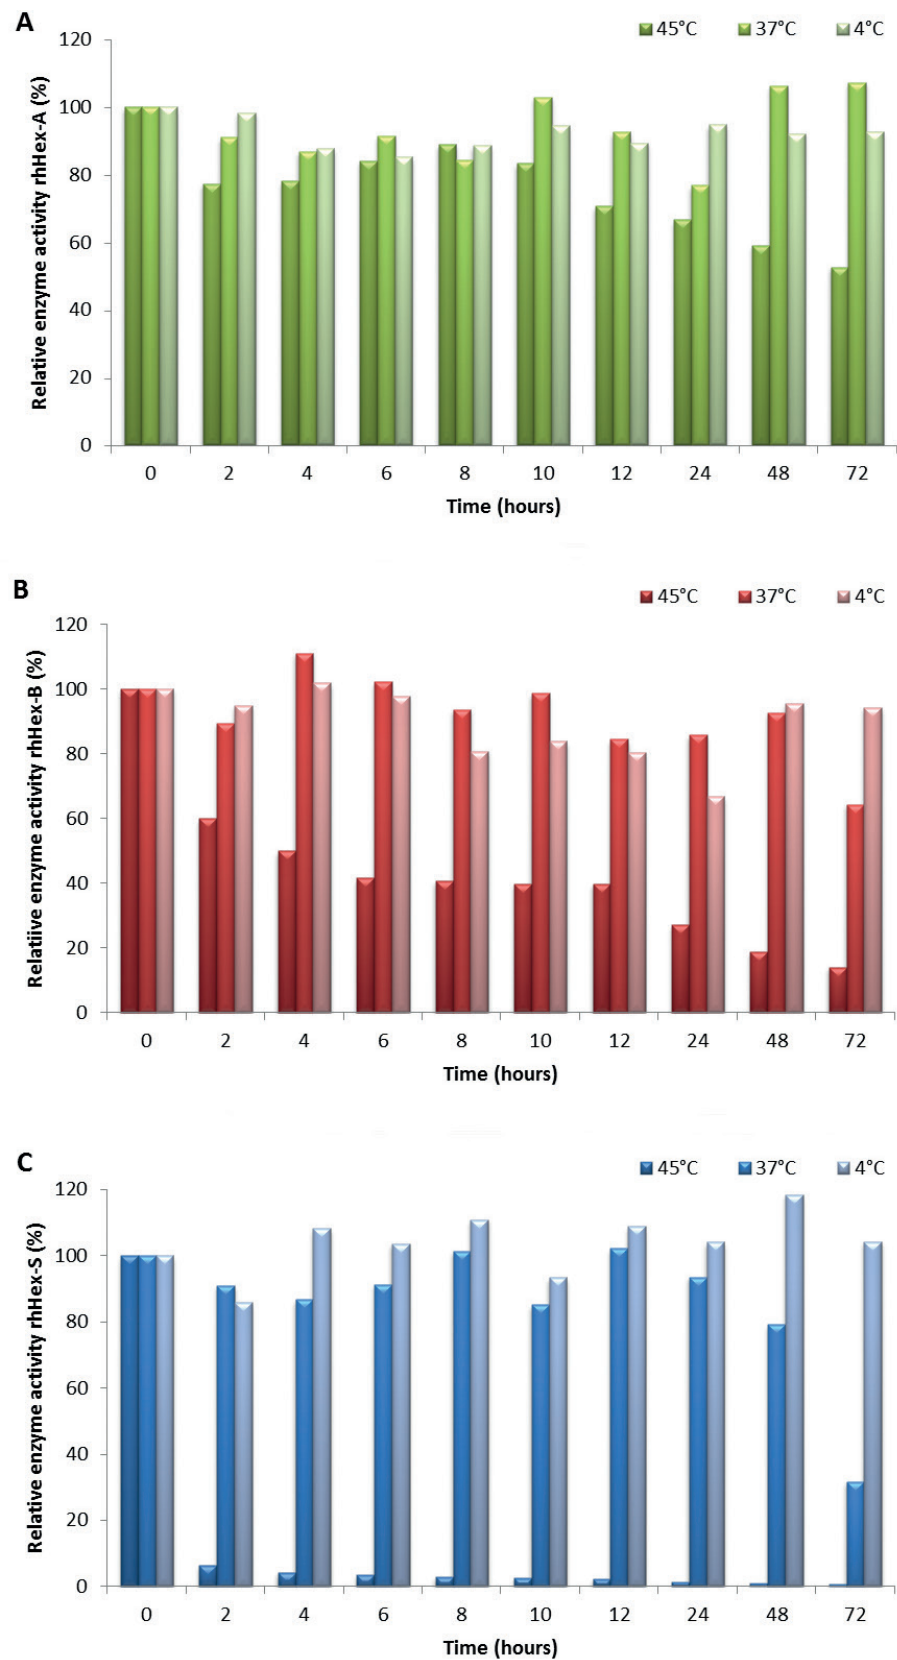 A
45°C 37°C 4°C
120
100
80
60
40
20
0
Relative enzyme activity rhHex-A (%)
0 2 4 6 8 10 12 24 48 72
Time (hours)
B
45°C 37°C 4°C
120
100
80
60
40
20
0
Relatiive enzyme activity rhHex-B (%)
0 2 4 6 8 10 12 24 48 72
Time (hours)
C
45°C 37°C 4°C
120
100
80
60
40
20
0
Relative enzyme activity rhHex-S (%)
0 2 4 6 8 10 12 24 48 72
Time (hours)